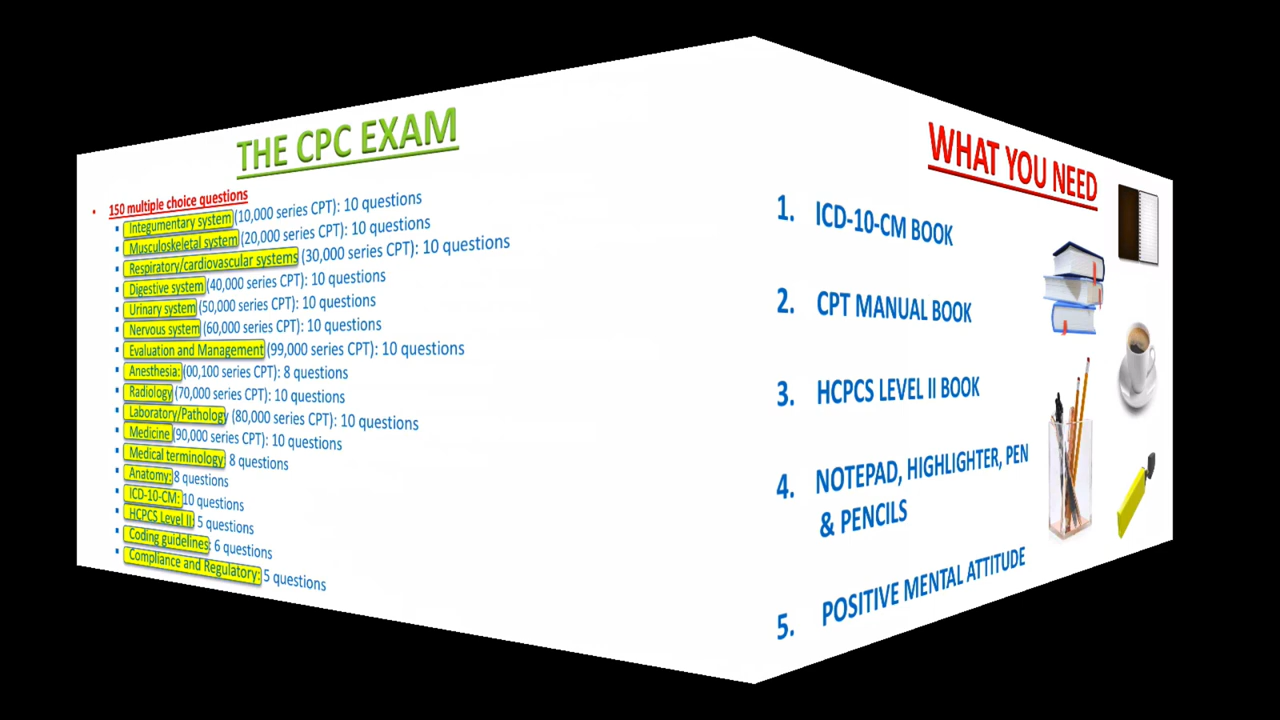 THE CPC EXAM
• 150 multiple choice questions
▪ Integumentary system (10,000 series CPT): 10 questions
▪ Musculoskeletal system (20,000 series CPT): 10 questions
▪ Respiratory/cardiovascular systems (30,000 series CPT): 10 questions
▪ Digestive system (40,000 series CPT): 10 questions
▪ Urinary system (50,000 series CPT): 10 questions
▪ Nervous system (60,000 series CPT): 10 questions
▪ Evaluation and Management (99,000 series CPT): 10 questions
▪ Anesthesia: (00,100 series CPT): 8 questions
▪ Radiology (70,000 series CPT): 10 questions
▪ Laboratory/Pathology (80,000 series CPT): 10 questions
▪ Medicine (90,000 series CPT): 10 questions
▪ Medical terminology: 8 questions
▪ Anatomy: 8 questions
▪ ICD-10-CM: 10 questions
▪ HCPCS Level II: 5 questions
▪ Coding guidelines: 6 questions
▪ Compliance and Regulatory: 5 questions
WHAT YOU NEED
1. ICD-10-CM BOOK
2. CPT MANUAL BOOK
3. HCPCS LEVEL II BOOK
4. NOTEPAD, HIGHLIGHTER, PEN
& PENCILS
5. POSITIVE MENTAL ATTITUDE